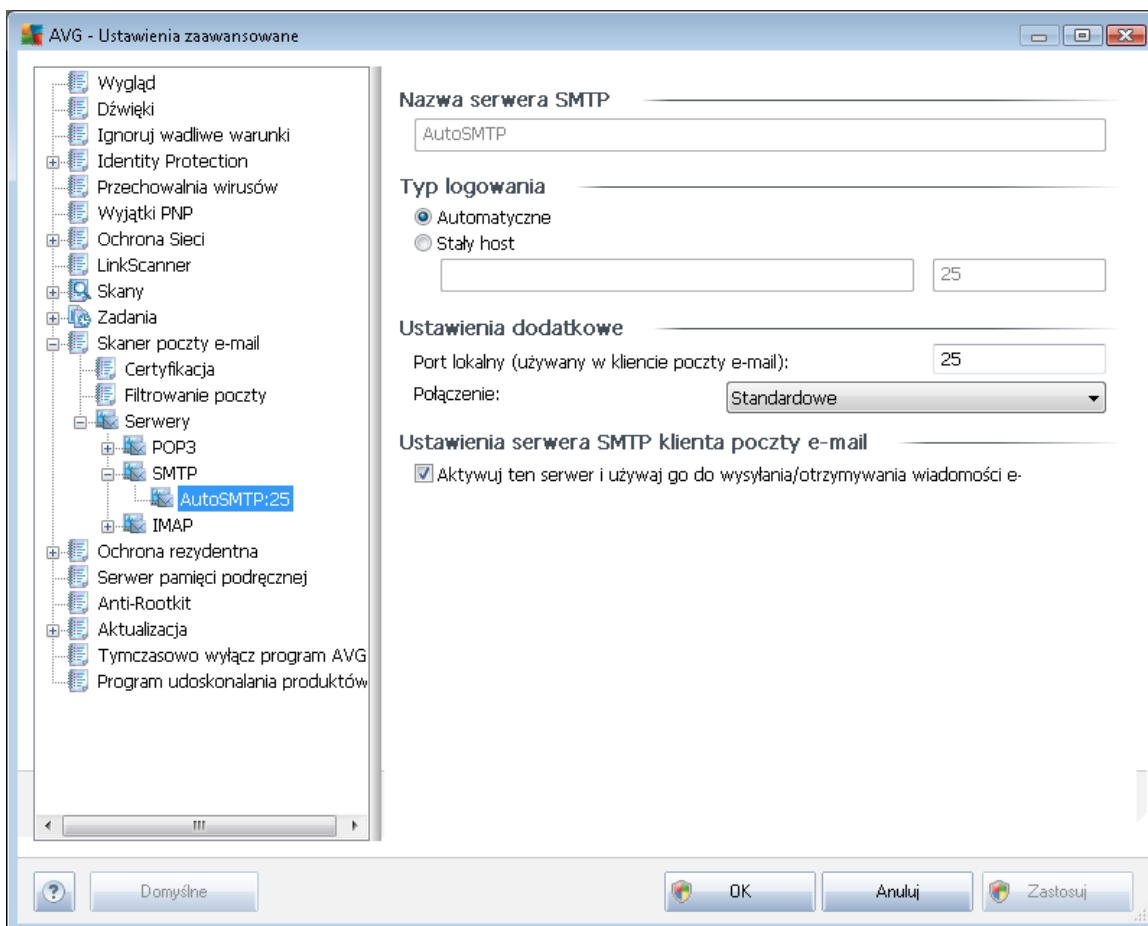 AVG - Ustawienia zaawansowane
Wygląd
Dźwięki
Ignoruj wadliwe warunki
Identity Protection
Przechowalnia wirusów
Wyjątki PNP
Ochrona Sieci
LinkScanner
Skany
Zadania
Skaner poczty e-mail
Certyfikacja
Filtrowanie poczty
Serwery
POP3
SMTP
AutoSMTP:25
IMAP
Ochrona rezydentna
Serwer pamięci podręcznej
Anti-Rootkit
Aktualizacja
Tymczasowo wyłącz program AVG
Program udoskonalania produktów
Nazwa serwera SMTP
AutoSMTP
Typ logowania
Automatyczne
Stały host
25
Ustawienia dodatkowe
Port lokalny (używany w kliencie poczty e-mail): 25
Połączenie: Standardowe
Ustawienia serwera SMTP klienta poczty e-mail
Aktywuj ten serwer i używaj go do wysyłania/otrzymywania wiadomości e-
? Domyślne OK Anuluj Zastosuj